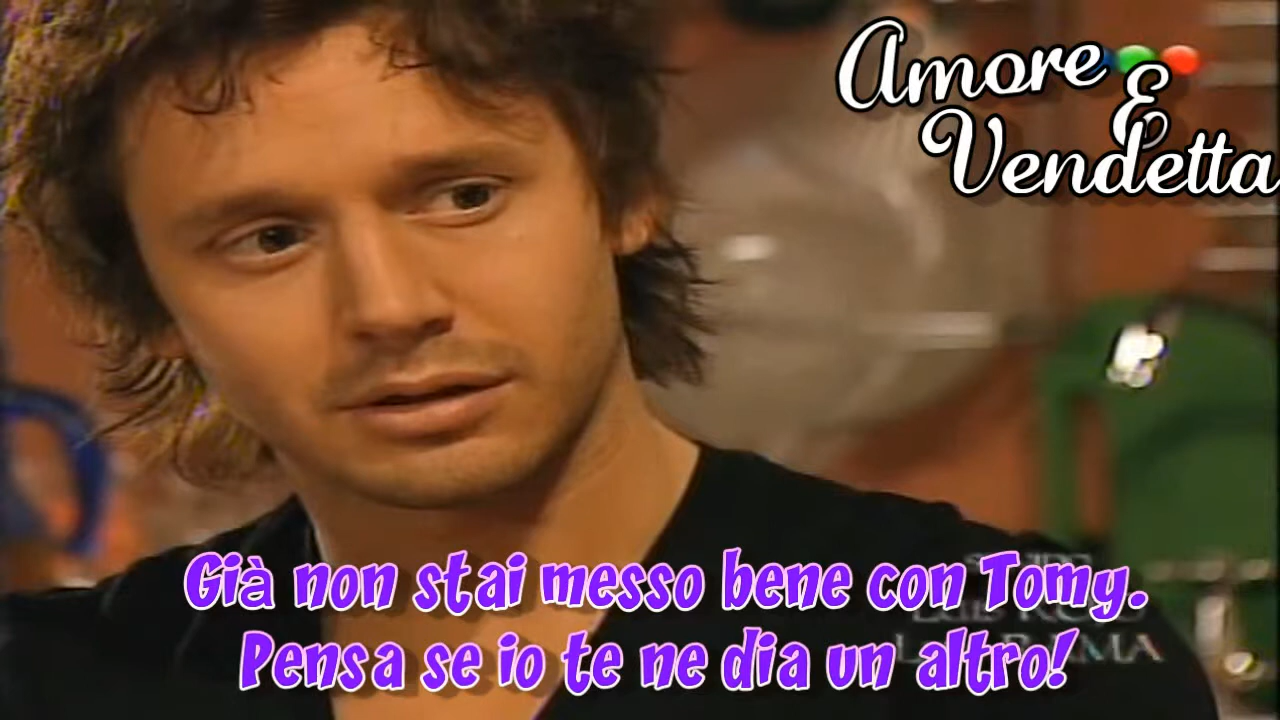 Amore
E
Vendetta
Già non stai messo bene con Tomy.
Pensa se io te ne dia un altro!